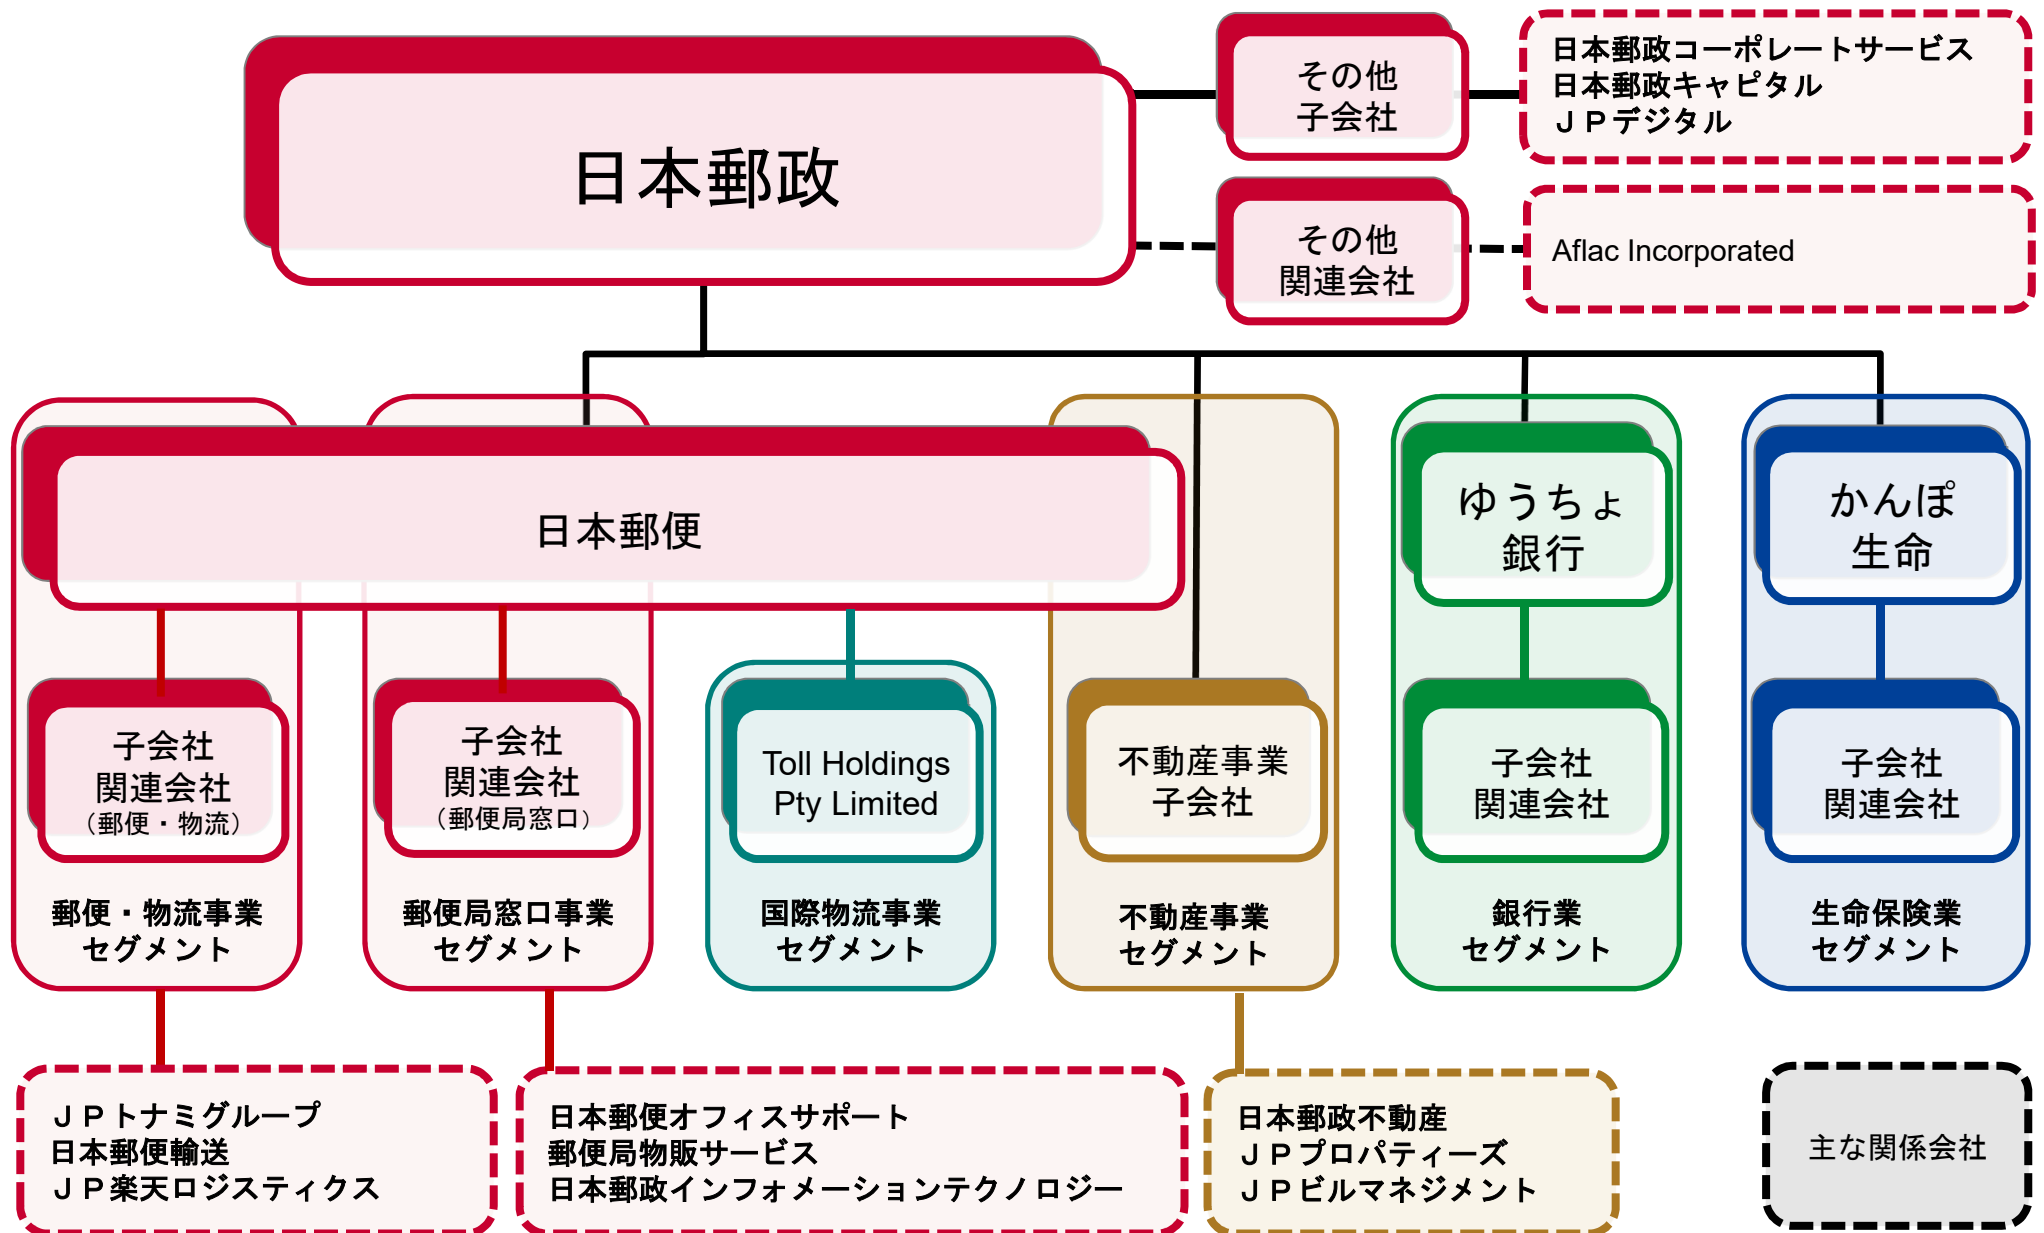 日本郵政
その他
子会社
日本郵政コーポレートサービス
日本郵政キャピタル
ＪＰデジタル
その他
関連会社
Aflac Incorporated
日本郵便
ゆうちょ
銀行
かんぽ
生命
子会社
関連会社
（郵便・物流）
子会社
関連会社
（郵便局窓口）
Toll Holdings
Pty Limited
不動産事業
子会社
子会社
関連会社
子会社
関連会社
郵便・物流事業
セグメント
郵便局窓口事業
セグメント
国際物流事業
セグメント
不動産事業
セグメント
銀行業
セグメント
生命保険業
セグメント
ＪＰトナミグループ
日本郵便輸送
ＪＰ楽天ロジスティクス
日本郵便オフィスサポート
郵便局物販サービス
日本郵政インフォメーションテクノロジー
日本郵政不動産
ＪＰプロパティーズ
ＪＰビルマネジメント
主な関係会社